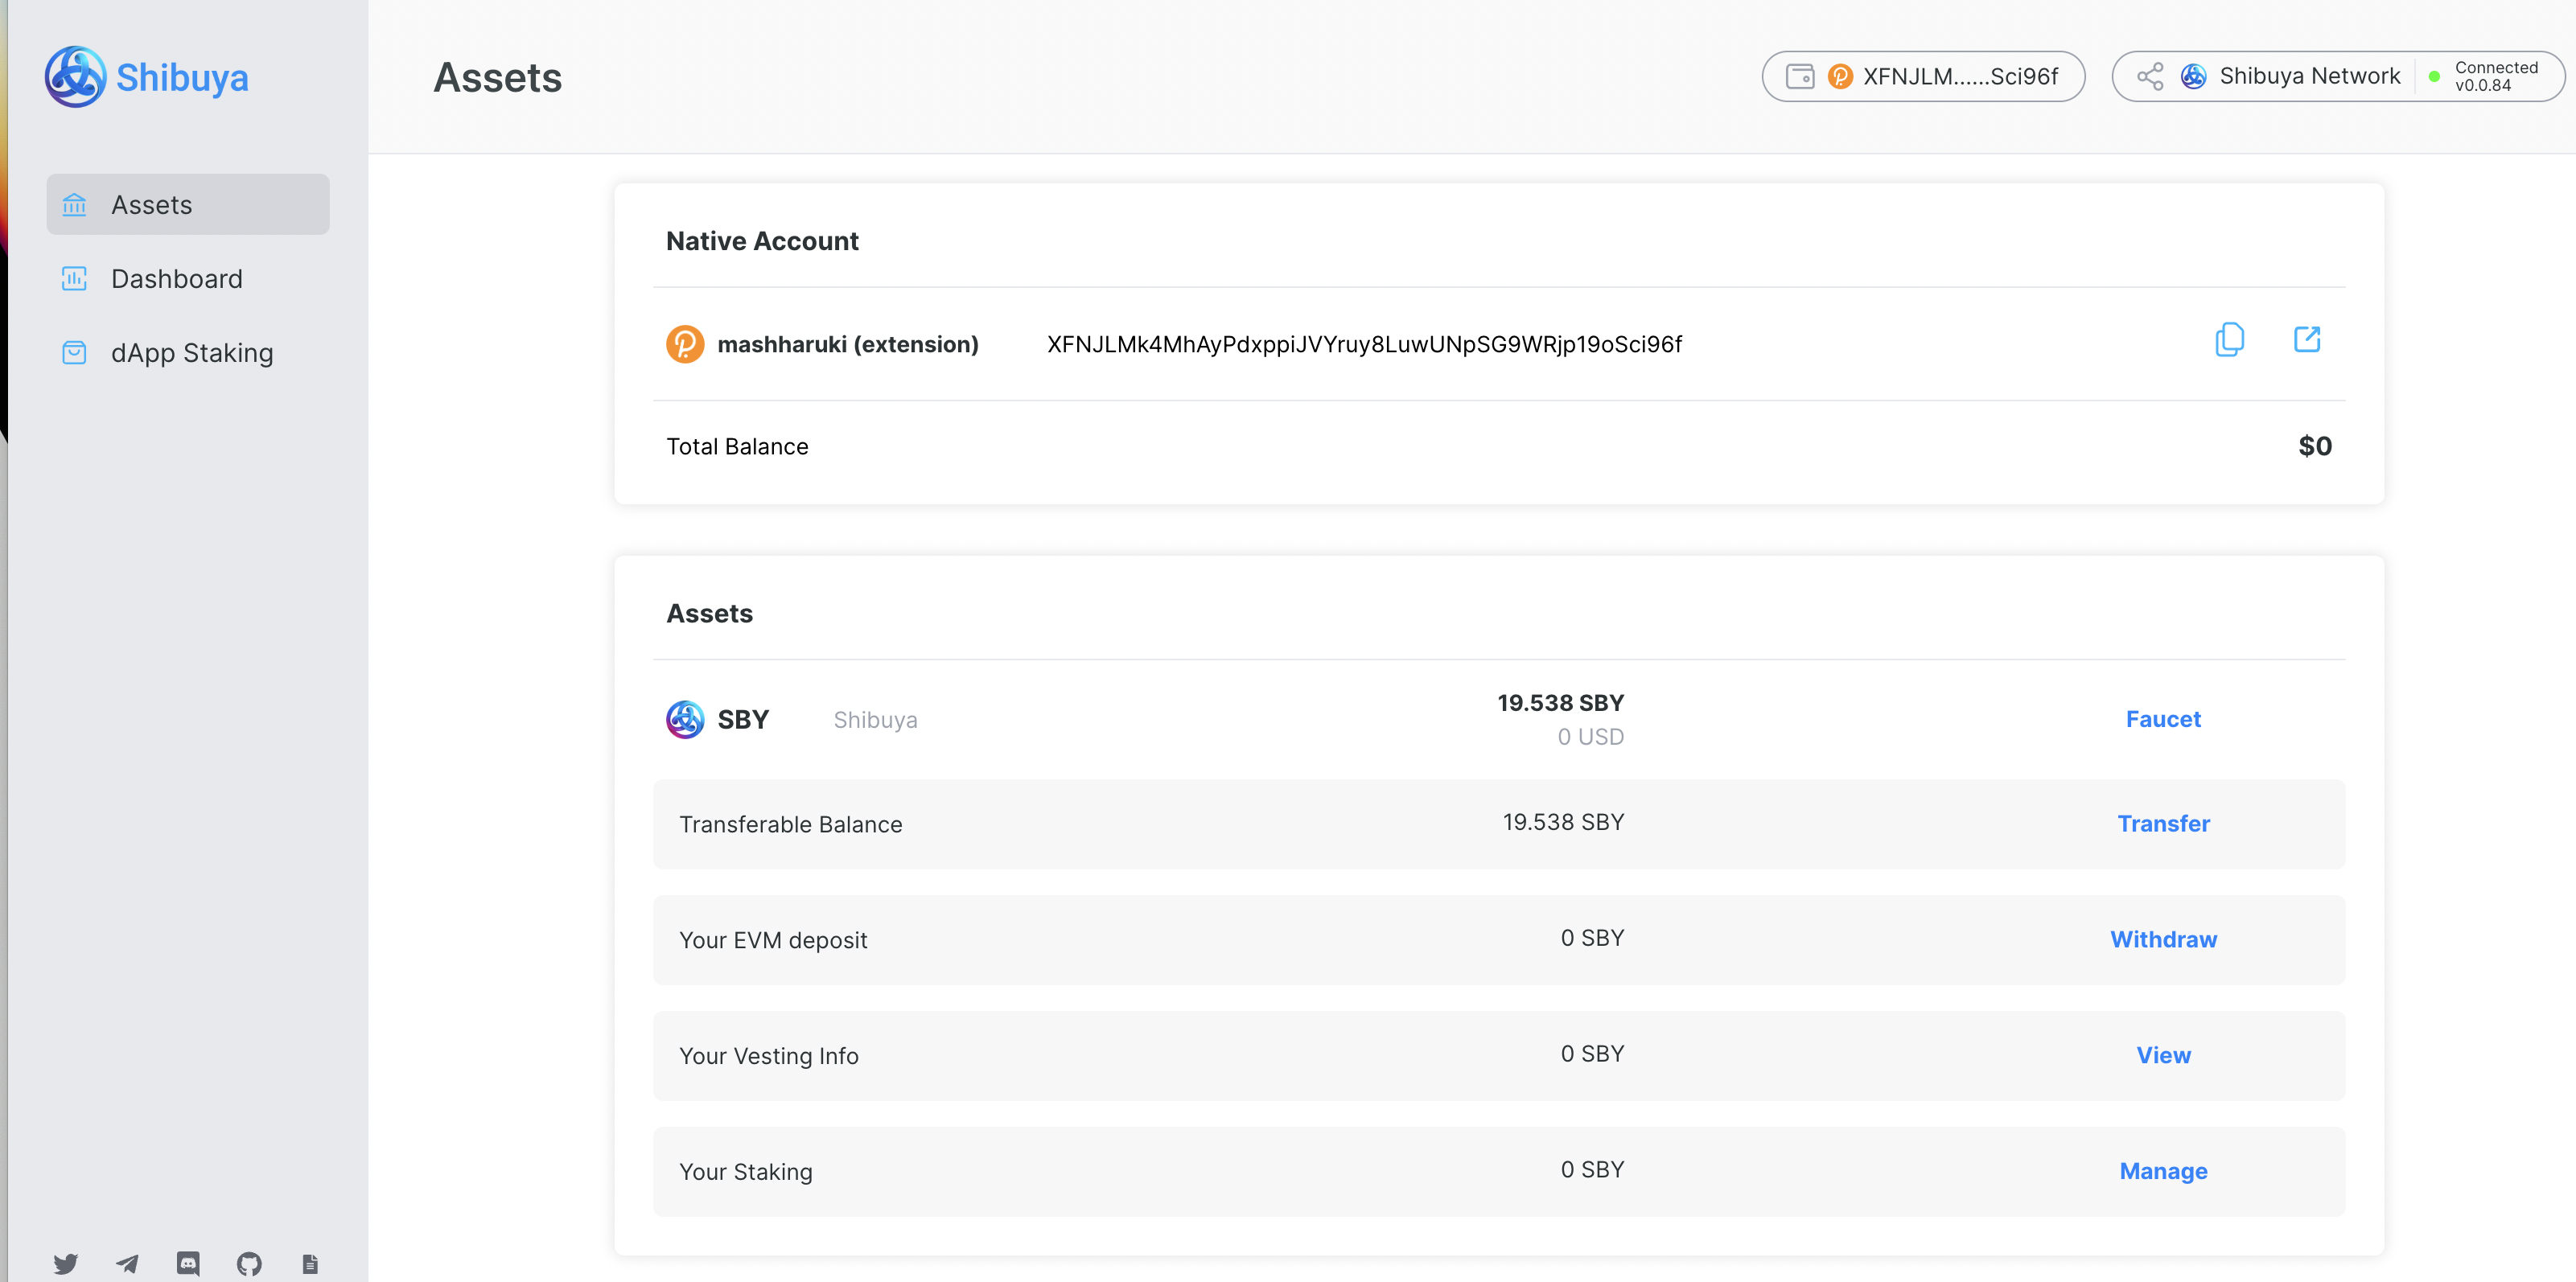 Shibuya
Assets
XFNJLM......Sci96f
Shibuya Network
Connected
v0.0.84
Assets
Dashboard
dApp Staking
Native Account
mashharuki (extension)
XFNJLMk4MhAyPdxppiJVYruy8LuwUNpSG9WRjp19oSci96f
Total Balance
$0
Assets
SBY
Shibuya
19.538 SBY
0 USD
Faucet
Transferable Balance
19.538 SBY
Transfer
Your EVM deposit
0 SBY
Withdraw
Your Vesting Info
0 SBY
View
Your Staking
0 SBY
Manage